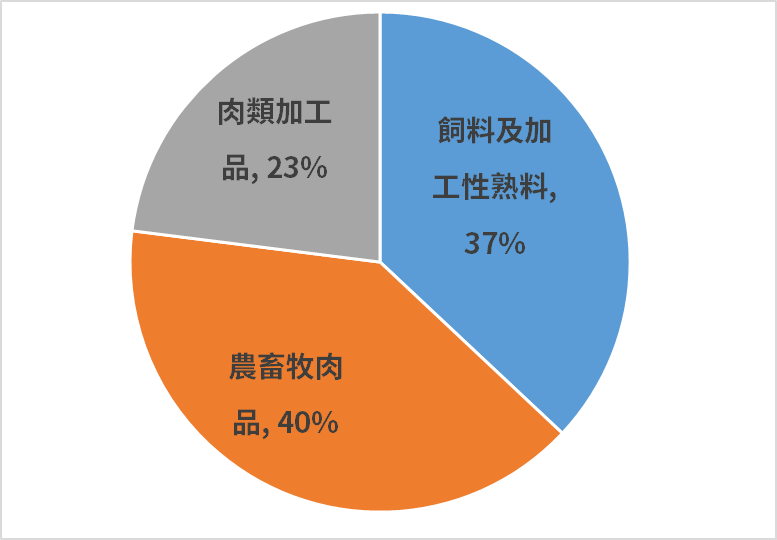 肉類加工
品, 23%
飼料及加
工性熟料,
37%
農畜牧肉
品, 40%